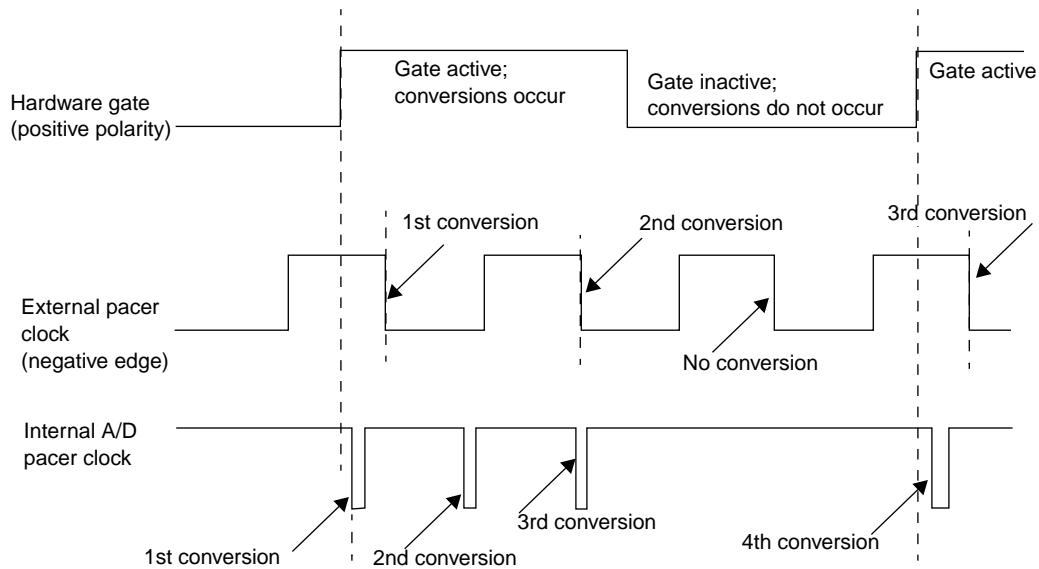 Hardware gate
(positive polarity)
Gate active;
conversions occur
Gate inactive;
conversions do not occur
Gate active
1st conversion
2nd conversion
3rd conversion
External pacer
clock
(negative edge)
No conversion
Internal A/D
pacer clock
1st conversion
2nd conversion
3rd conversion
4th conversion